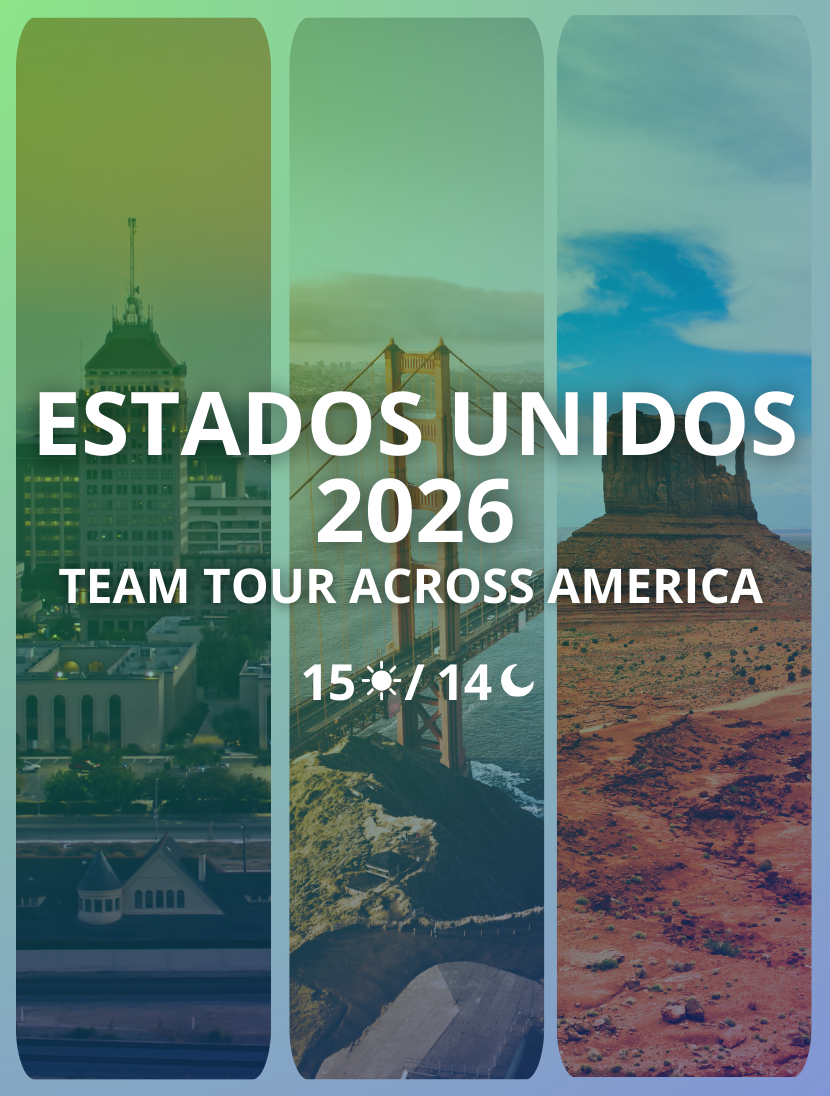 ESTADOS UNIDOS
2026
TEAM TOUR ACROSS AMERICA
15☀/ 14☾